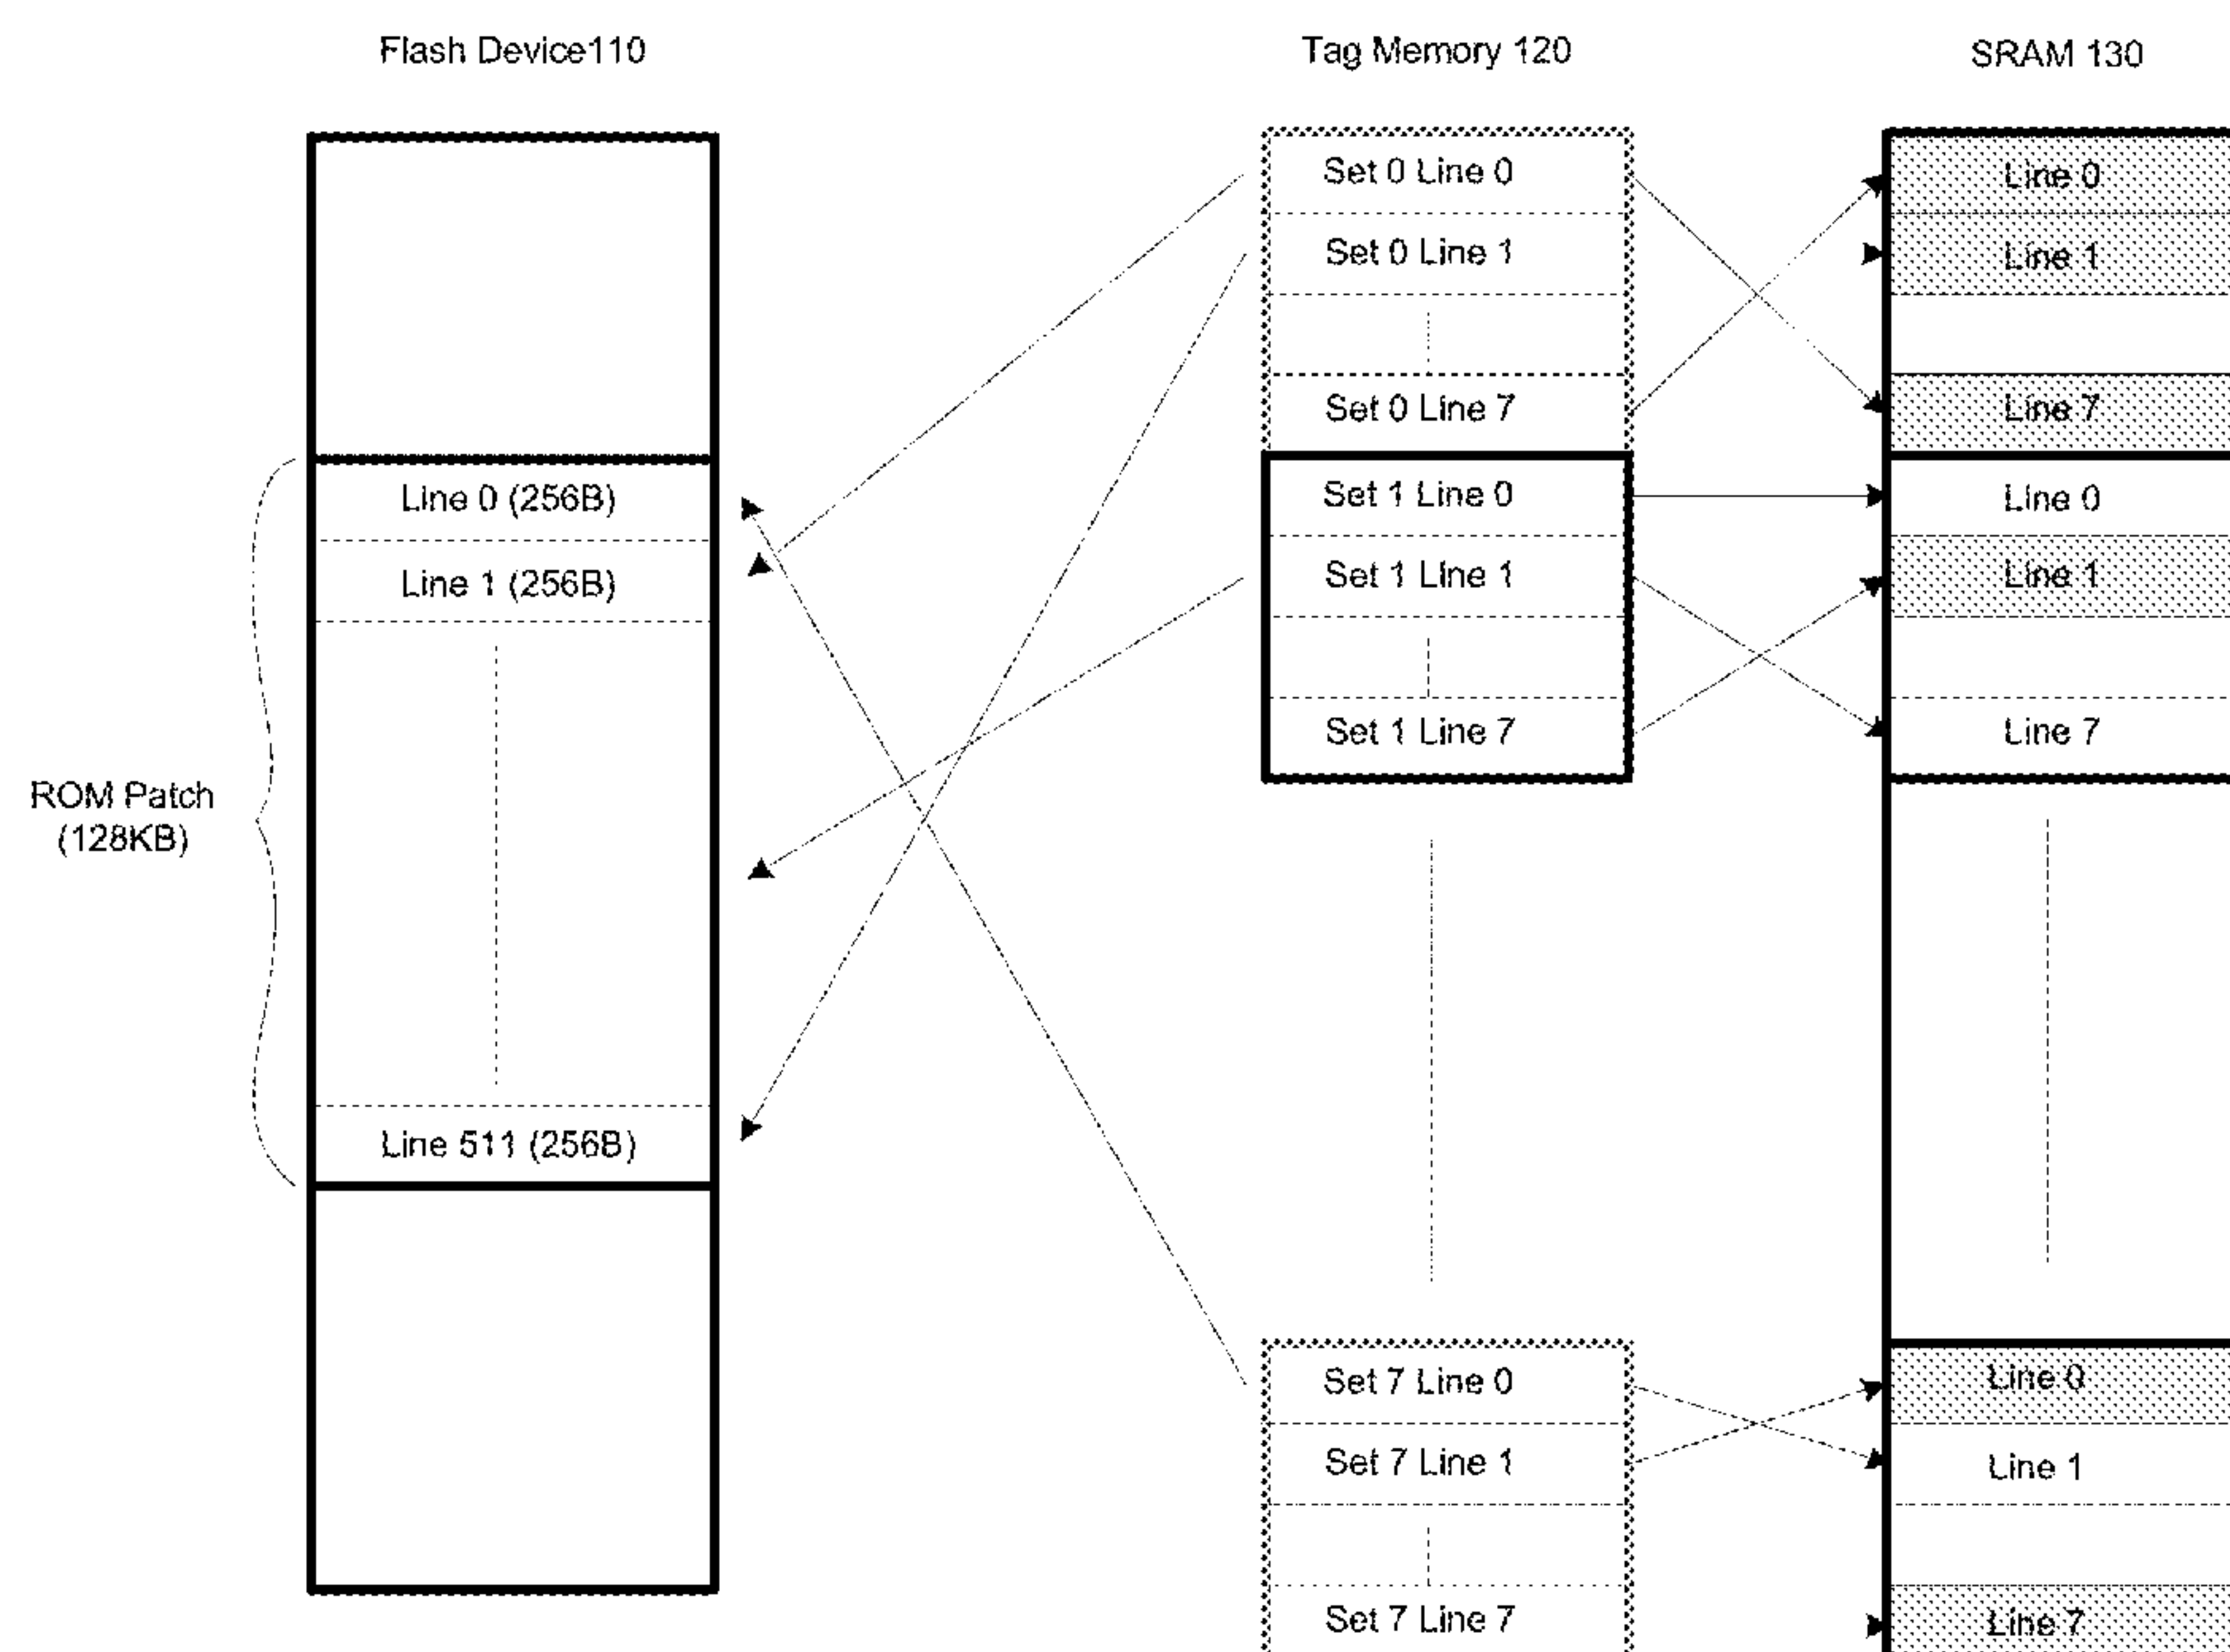 Flash Device110
Tag Memory 120
SRAM 130
Line 0 (256B)
Line 1 (256B)
Line 511 (256B)
ROM Patch
(128KB)
Set 0 Line 0
Set 0 Line 1
Set 0 Line 7
Set 1 Line 0
Set 1 Line 1
Set 1 Line 7
Set 7 Line 0
Set 7 Line 1
Set 7 Line 7
Line 0
Line 1
Line 7
Line 0
Line 1
Line 7
Line 0
Line 1
Line 7